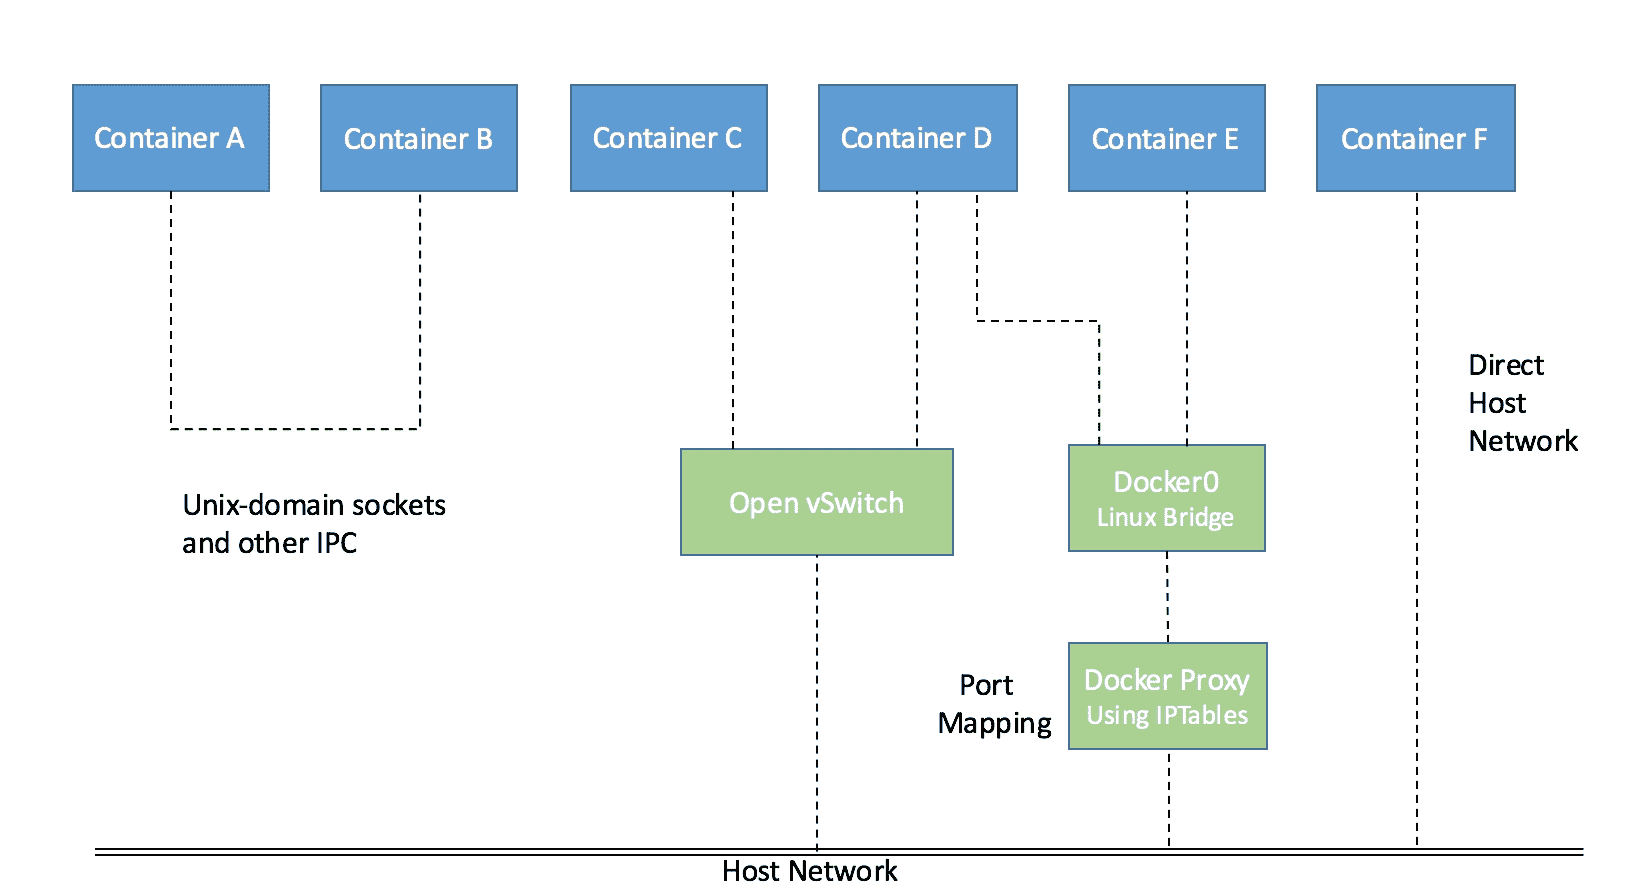 Container A
Container B
Container C
Container D
Container E
Container F
Direct
Host
Network
Unix-domain sockets
and other IPC
Open vSwitch
Docker0
Linux Bridge
Port
Mapping
Docker Proxy
Using IPTables
Host Network